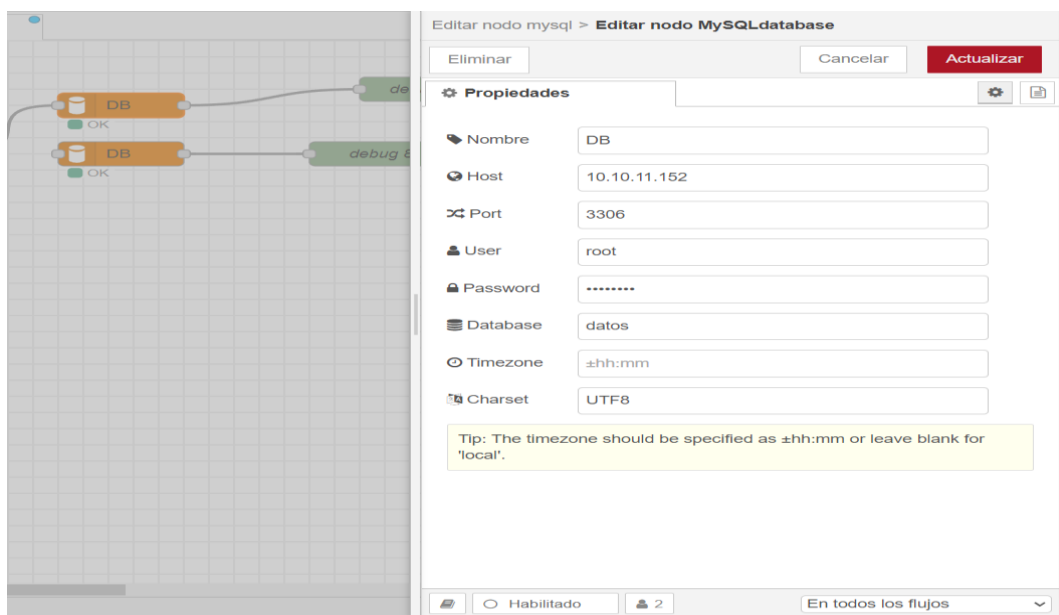 Editar nodo mysql > Editar nodo MySQLdatabase
Eliminar
Cancelar
Actualizar
Propiedades
Nombre
DB
Host
10.10.11.152
Port
3306
User
root
Password
••••••••
Database
datos
Timezone
±hh:mm
Charset
UTF8
Tip: The timezone should be specified as ±hh:mm or leave blank for
'local'.
Habilitado
2
En todos los flujos
DB
OK
DB
OK
de
debug